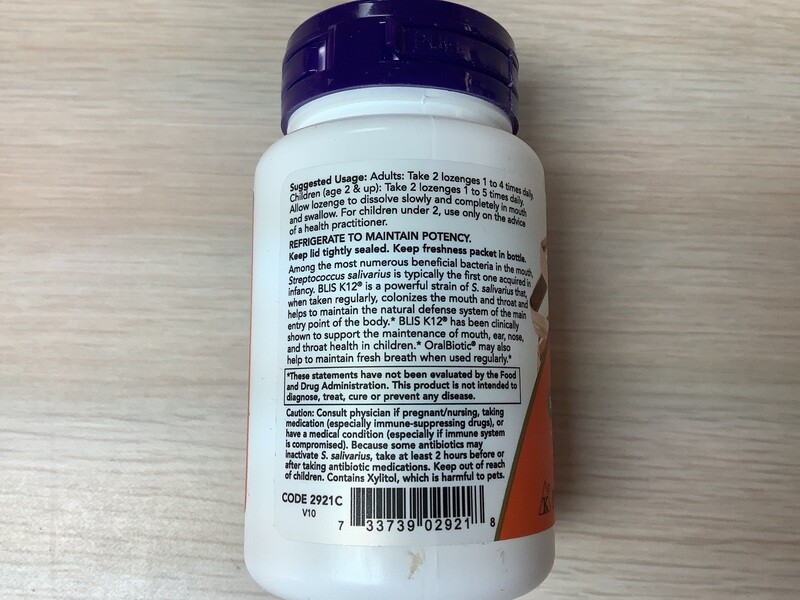 Suggested Usage: Adults: Take 2 lozenges 1 to 4 times daily.
Children (age 2 & up): Take 2 lozenges 1 to 5 times daily.
Allow lozenge to dissolve slowly and completely in mouth
and swallow. For children under 2, use only on the advice
of a health practitioner.
REFRIGERATE TO MAINTAIN POTENCY.
Keep lid tightly sealed. Keep freshness packet in bottle.
Among the most numerous beneficial bacteria in the mouth,
Streptococcus salivarius is typically the first one acquired in
infancy. BLIS K12® is a powerful strain of S. salivarius that,
when taken regularly, colonizes the mouth and throat and
helps to maintain the natural defense system of the main
entry point of the body.* BLIS K12® has been clinically
shown to support the maintenance of mouth, ear, nose,
and throat health in children.* OralBiotic® may also
help to maintain fresh breath when used regularly.*
*These statements have not been evaluated by the Food
and Drug Administration. This product is not intended to
diagnose, treat, cure or prevent any disease.
Caution: Consult physician if pregnant/nursing, taking
medication (especially immune-suppressing drugs), or
have a medical condition (especially if immune system
is compromised). Because some antibiotics may
inactivate S. salivarius, take at least 2 hours before or
after taking antibiotic medications. Keep out of reach
of children. Contains Xylitol, which is harmful to pets.
CODE 2921C
V10
7 33739 02921 8
K